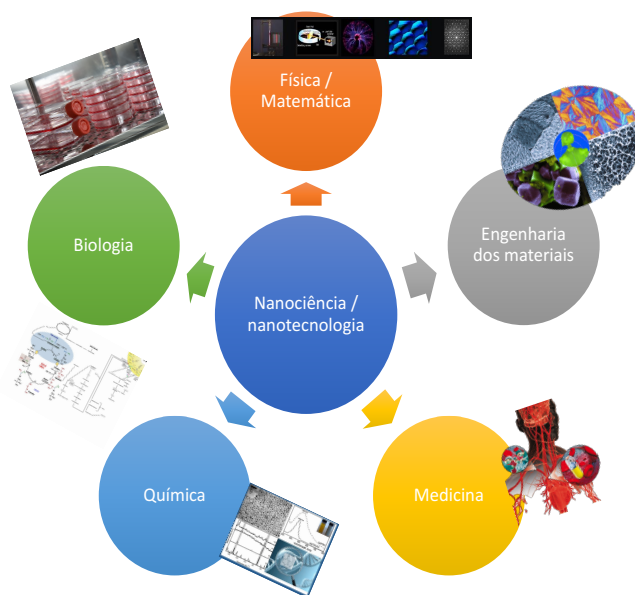 Física /
Matemática
Engenharia
dos materiais
Biologia
Nanociência /
nanotecnologia
Química
Medicina